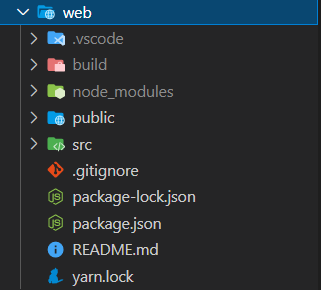 web
.vscode
build
node_modules
public
src
.gitignore
package-lock.json
package.json
README.md
yarn.lock